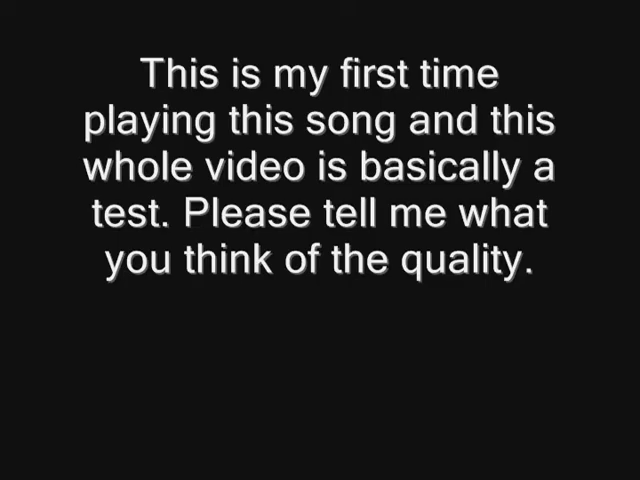 This is my first time
playing this song and this
whole video is basically a
test. Please tell me what
you think of the quality.